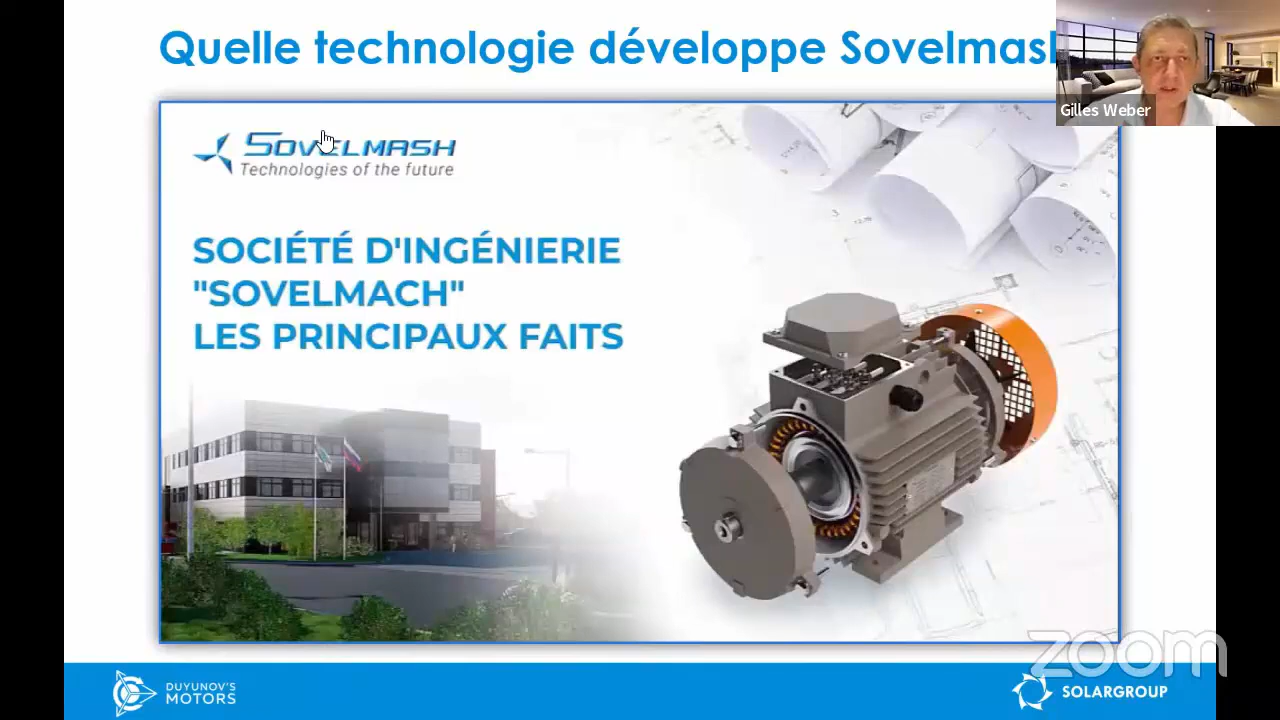 Quelle technologie développe Sovelmash
Gilles Weber
SOVELMASH
Technologies of the future
SOCIÉTÉ D'INGÉNIERIE
"SOVELMACH"
LES PRINCIPAUX FAITS
zoom
DUYUNOV'S
MOTORS
SOLARGROUP